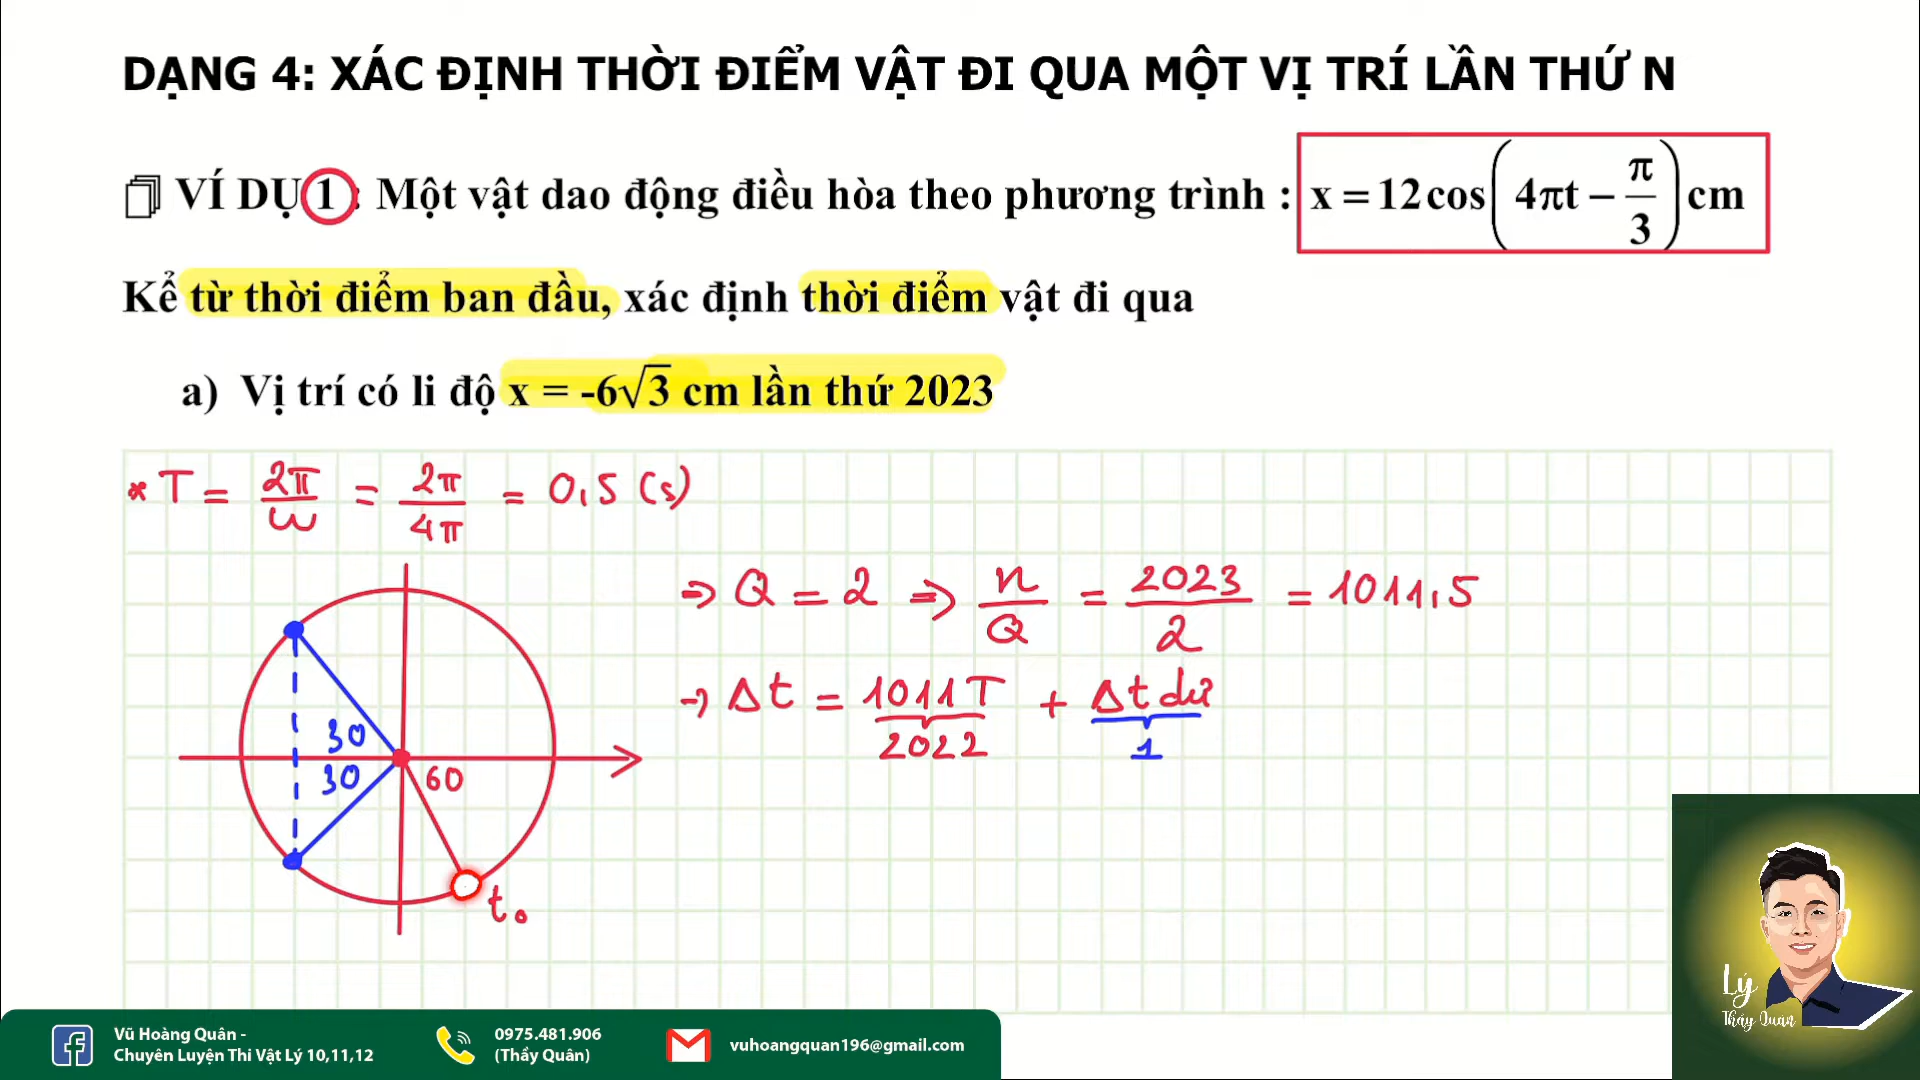 DẠNG 4: XÁC ĐỊNH THỜI ĐIỂM VẬT ĐI QUA MỘT VỊ TRÍ LẦN THỨ N
VÍ DỤ 1 : Một vật dao động điều hòa theo phương trình : x = 12cos(4πt − π/3) cm
Kể từ thời điểm ban đầu, xác định thời điểm vật đi qua
a) Vị trí có li độ x = -6√3 cm lần thứ 2023
* T = 2π/ω = 2π/4π = 0,5 (s)
⇒ Q = 2 ⇒ n/Q = 2023/2 = 1011,5
→ Δt = 1011T + Δt dư
2022 1
30
30 60
t₀
Lý
Thầy Quân
Vũ Hoàng Quân -
Chuyên Luyện Thi Vật Lý 10,11,12
0975.481.906
(Thầy Quân)
vuhoangquan196@gmail.com